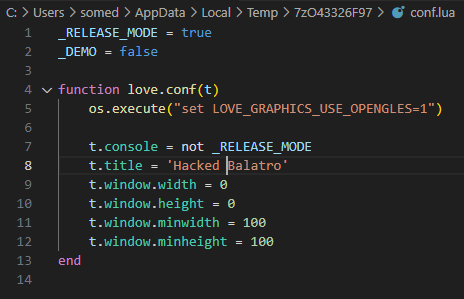 C: > Users > somed > AppData > Local > Temp > 7zO43326F97 > conf.lua
1 _RELEASE_MODE = true
2 _DEMO = false
3
4 function love.conf(t)
5 os.execute("set LOVE_GRAPHICS_USE_OPENGLES=1")
6
7 t.console = not _RELEASE_MODE
8 t.title = 'Hacked Balatro'
9 t.window.width = 0
10 t.window.height = 0
11 t.window.minwidth = 100
12 t.window.minheight = 100
13 end
14